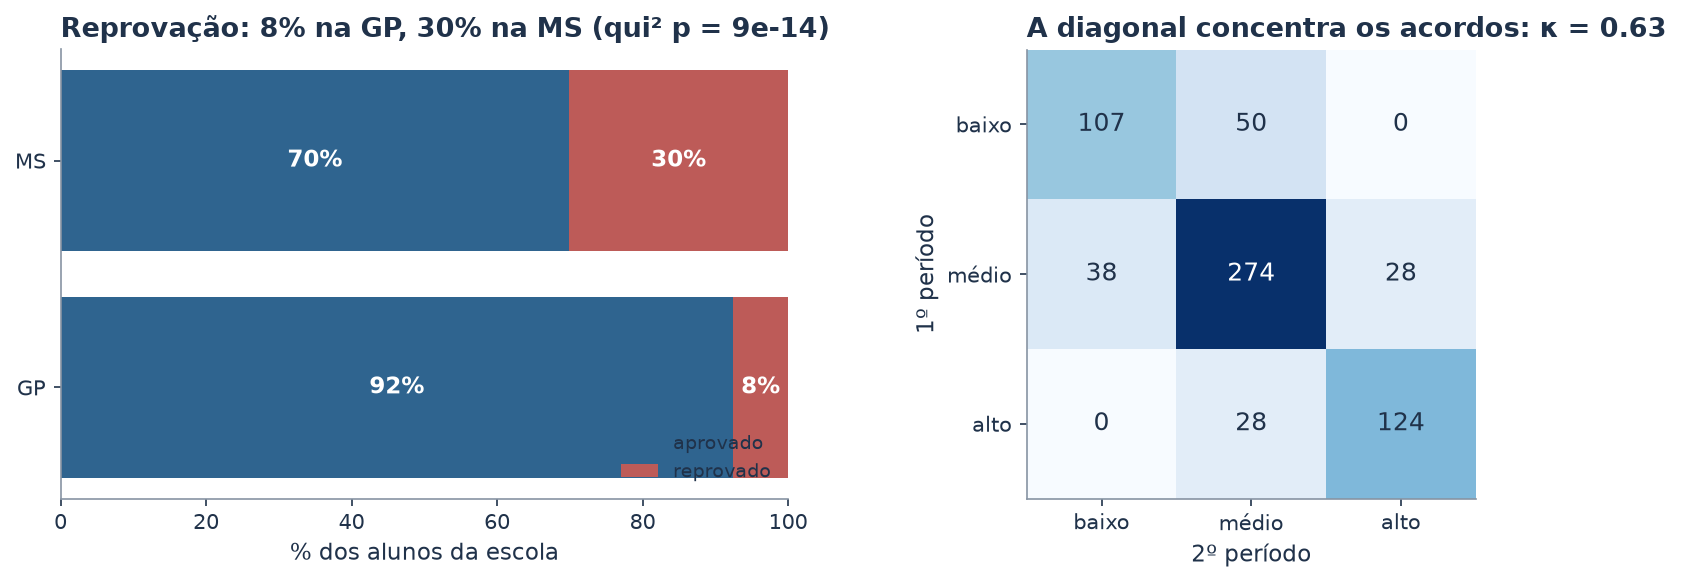 Reprovação: 8% na GP, 30% na MS (qui² p = 9e-14)
MS
70%
30%
GP
92%
8%
aprovado
reprovado
0 20 40 60 80 100
% dos alunos da escola
A diagonal concentra os acordos: κ = 0.63
1º período
baixo
107 50 0
médio
38 274 28
alto
0 28 124
baixo médio alto
2º período